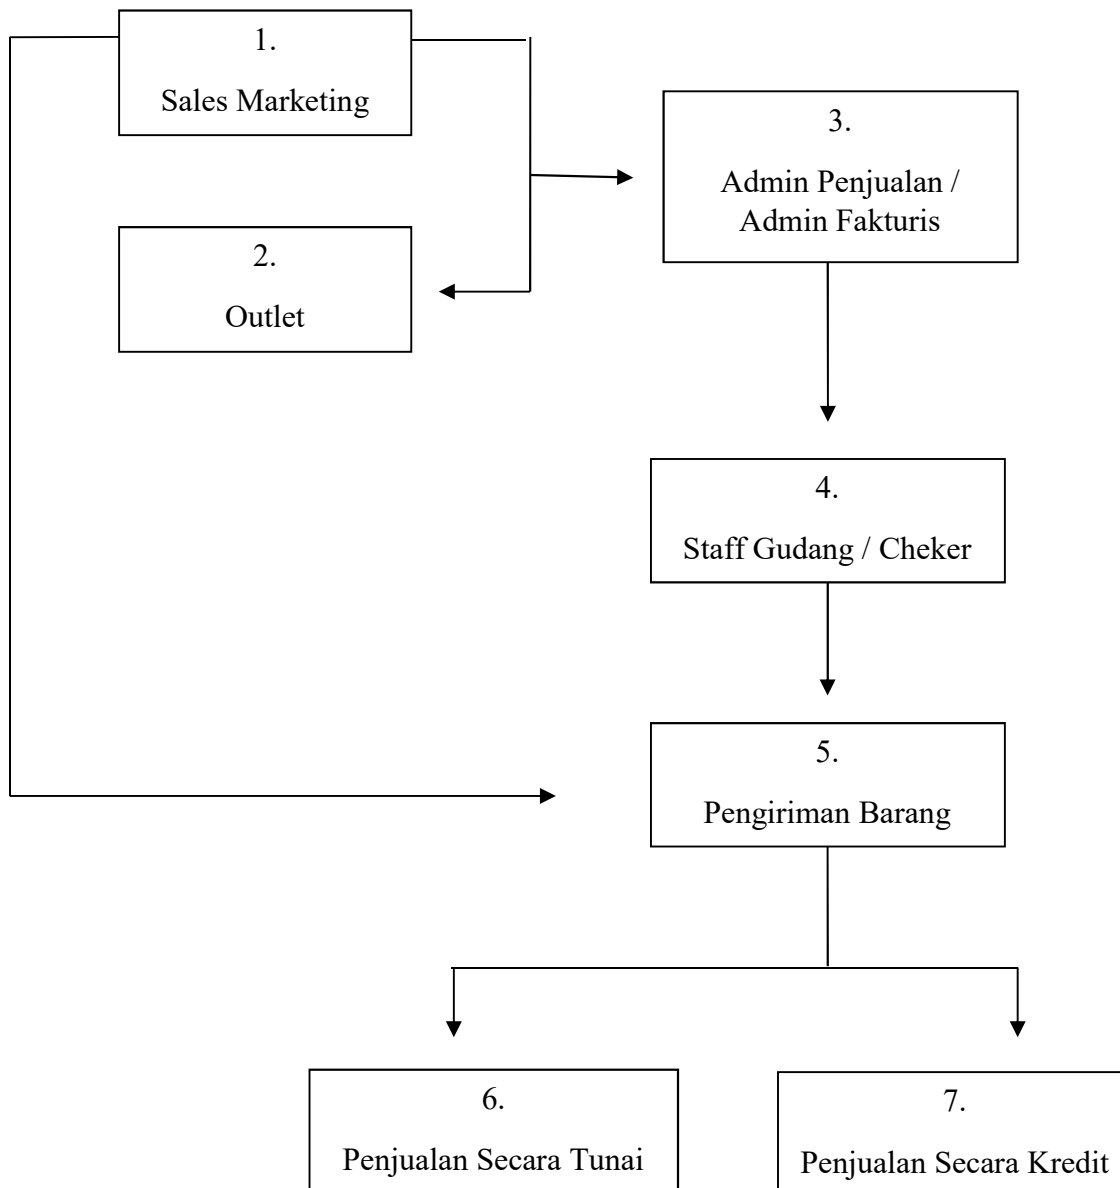 1.
Sales Marketing
2.
Outlet
3.
Admin Penjualan /
Admin Fakturis
4.
Staff Gudang / Cheker
5.
Pengiriman Barang
6.
Penjualan Secara Tunai
7.
Penjualan Secara Kredit